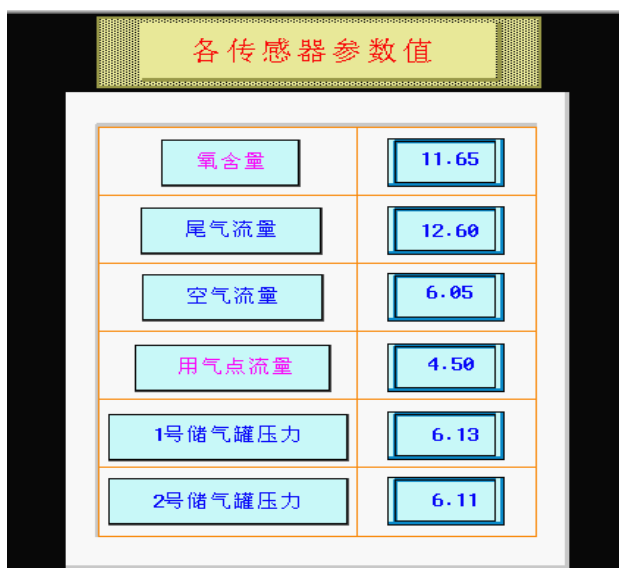 各传感器参数值
氧含量 11.65
尾气流量 12.60
空气流量 6.05
用气点流量 4.50
1号储气罐压力 6.13
2号储气罐压力 6.11